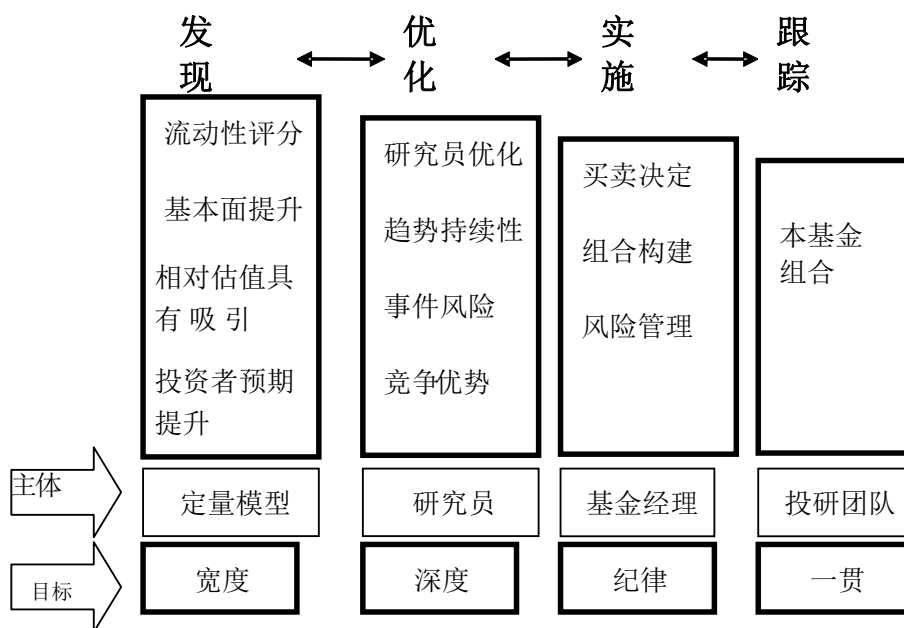 发现
优化
实施
跟踪
流动性评分
基本面提升
相对估值具
有 吸 引
投资者预期
提升
研究员优化
趋势持续性
事件风险
竞争优势
买卖决定
组合构建
风险管理
本基金
组合
主体
定量模型
研究员
基金经理
投研团队
目标
宽度
深度
纪律
一贯